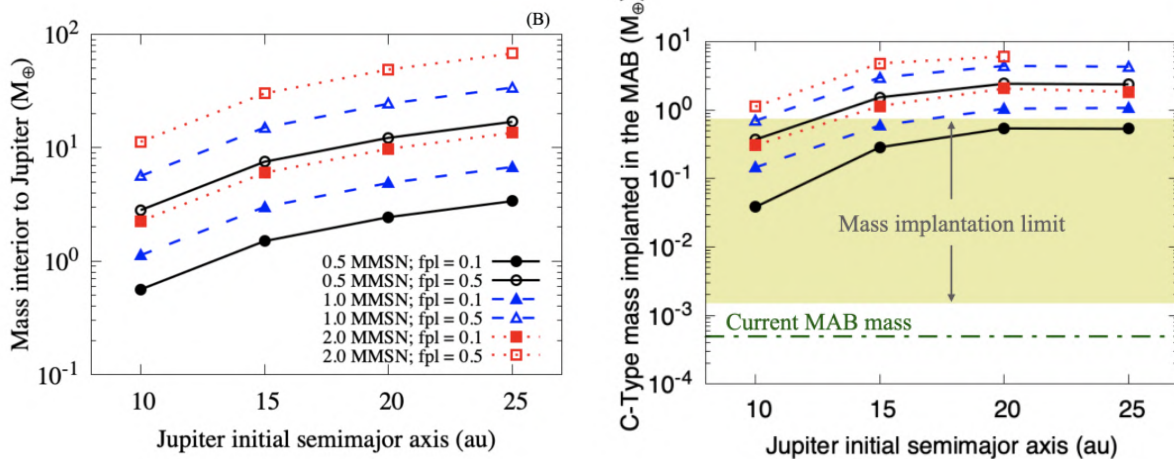 (B)
Mass interior to Jupiter (M⊕)
10²
10¹
10⁰
10⁻¹
0.5 MMSN; fpl = 0.1
0.5 MMSN; fpl = 0.5
1.0 MMSN; fpl = 0.1
1.0 MMSN; fpl = 0.5
2.0 MMSN; fpl = 0.1
2.0 MMSN; fpl = 0.5
10 15 20 25
Jupiter initial semimajor axis (au)
C-Type mass implanted in the MAB (M⊕)
10¹
10⁰
10⁻¹
10⁻²
10⁻³
10⁻⁴
Mass implantation limit
Current MAB mass
10 15 20 25
Jupiter initial semimajor axis (au)